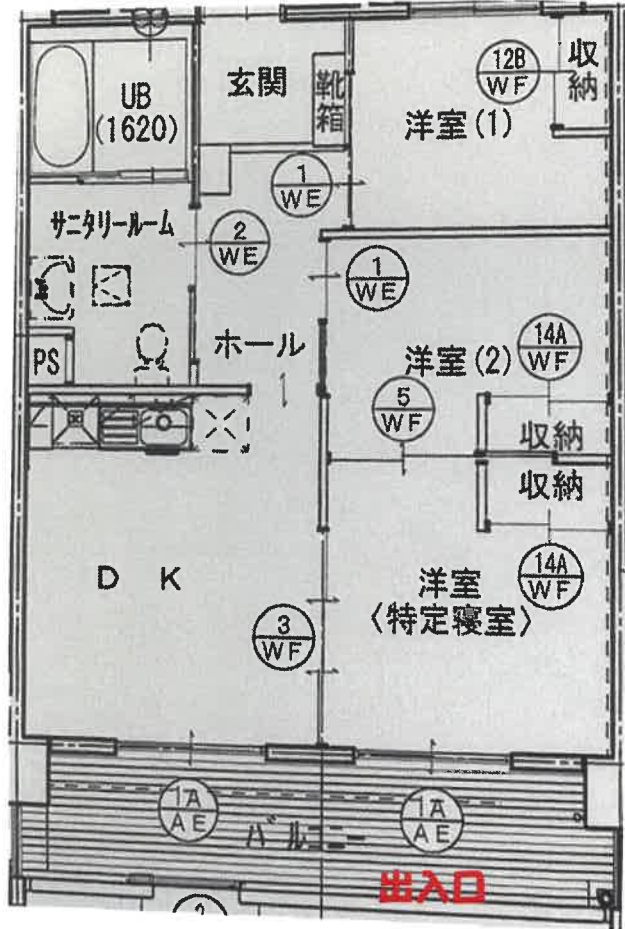 UB
(1620)
玄関
靴箱
12B
WF
収納
洋室(1)
1
WE
サニタリールーム
2
WE
1
WE
ホール
洋室(2)
14A
WF
PS
5
WF
収納
収納
DK
洋室
〈特定寝室〉
14A
WF
3
WF
1A
AE
1A
AE
バル
出入口
2